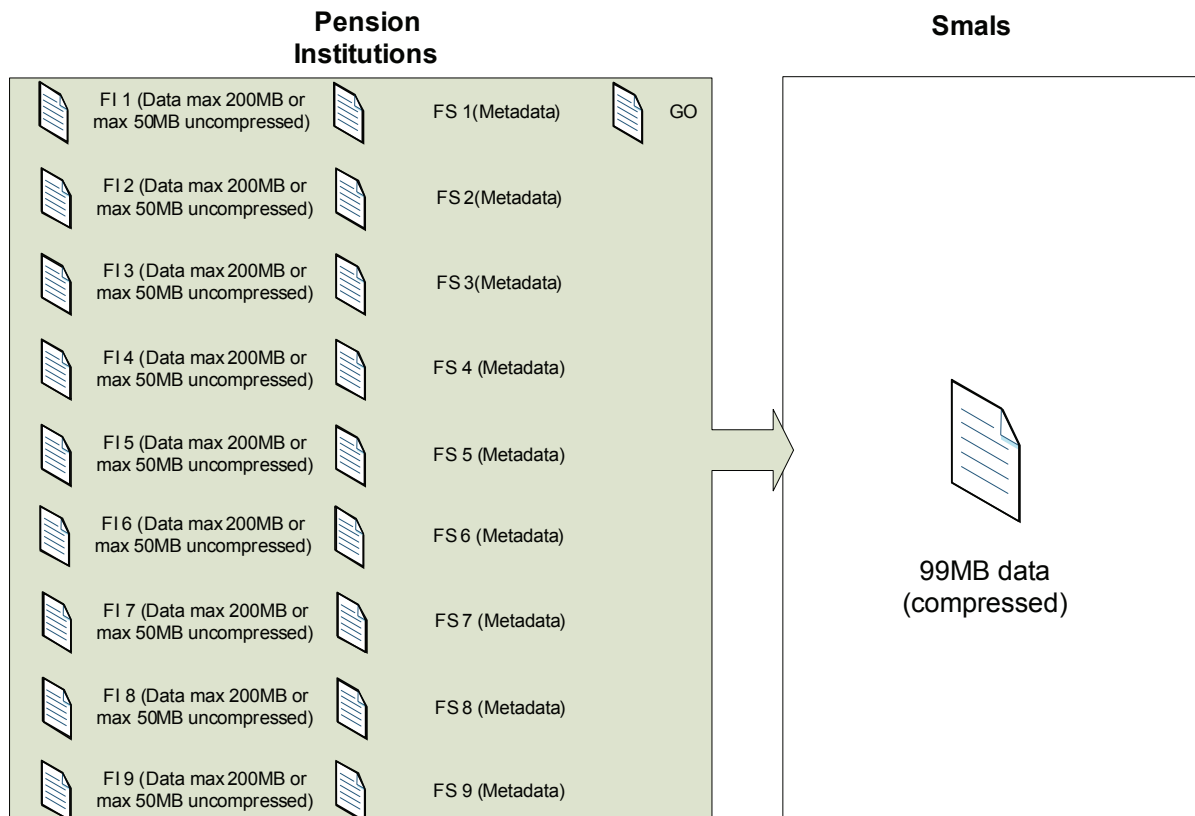 Pension
Institutions
Smals
FI 1 (Data max 200MB or
max 50MB uncompressed)
FS 1(Metadata)
GO
FI 2 (Data max 200MB or
max 50MB uncompressed)
FS 2(Metadata)
FI 3 (Data max 200MB or
max 50MB uncompressed)
FS 3(Metadata)
FI 4 (Data max 200MB or
max 50MB uncompressed)
FS 4 (Metadata)
FI 5 (Data max 200MB or
max 50MB uncompressed)
FS 5 (Metadata)
FI 6 (Data max 200MB or
max 50MB uncompressed)
FS 6 (Metadata)
99MB data
(compressed)
FI 7 (Data max 200MB or
max 50MB uncompressed)
FS 7 (Metadata)
FI 8 (Data max 200MB or
max 50MB uncompressed)
FS 8 (Metadata)
FI 9 (Data max 200MB or
max 50MB uncompressed)
FS 9 (Metadata)